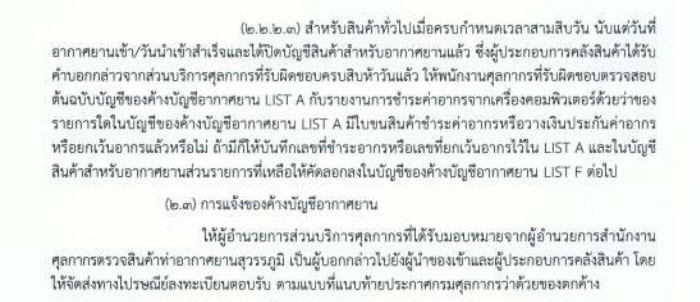 (๒.๒.๒.๓) สำหรับสินค้าทั่วไปเมื่อครบกำหนดเวลาสามสิบวัน นับแต่วันที่
อากาศยานเข้า/วันนำเข้าสำเร็จและได้ปิดบัญชีสินค้าสำหรับอากาศยานแล้ว ซึ่งผู้ประกอบการคลังสินค้าได้รับ
คำบอกกล่าวจากส่วนบริการศุลกากรที่รับผิดชอบครบสิบห้าวันแล้ว ให้พนักงานศุลกากรที่รับผิดชอบตรวจสอบ
ต้นฉบับบัญชีของค้างบัญชีอากาศยาน LIST A กับรายงานการชำระค่าอากรจากเครื่องคอมพิวเตอร์ด้วยว่าของ
รายการใดในบัญชีของค้างบัญชีอากาศยาน LIST A มีใบขนสินค้าชำระค่าอากรหรือวางเงินประกันค่าอากร
หรือยกเว้นอากรแล้วหรือไม่ ถ้ามีก็ให้บันทึกเลขที่ชำระอากรหรือเลขที่ยกเว้นอากรไว้ใน LIST A และในบัญชี
สินค้าสำหรับอากาศยานส่วนรายการที่เหลือให้คัดลอกลงในบัญชีของค้างบัญชีอากาศยาน LIST F ต่อไป
(๒.๓) การแจ้งของค้างบัญชีอากาศยาน
ให้ผู้อำนวยการส่วนบริการศุลกากรที่ได้รับมอบหมายจากผู้อำนวยการสำนักงาน
ศุลกากรตรวจสินค้าท่าอากาศยานสุวรรณภูมิ เป็นผู้บอกกล่าวไปยังผู้นำของเข้าและผู้ประกอบการคลังสินค้า โดย
ให้จัดส่งทางไปรษณีย์ลงทะเบียนตอบรับ ตามแบบที่แนบท้ายประกาศกรมศุลกากรว่าด้วยของตกค้าง